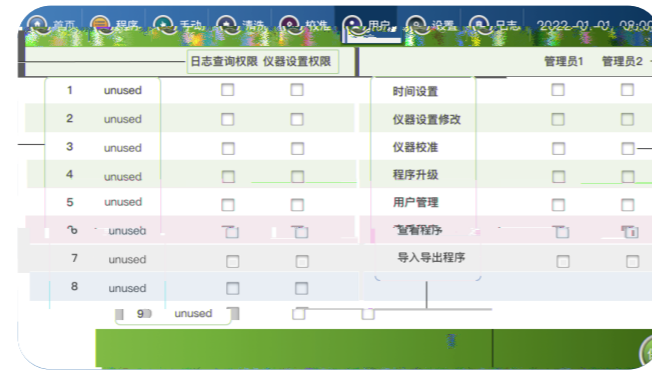 首页 程序 手动 清洗 校准 用户 设置 日志 2022-01-01
日志查询权限 仪器设置权限 管理员1 管理员2
1 unused 时间设置
2 unused 仪器设置修改
3 unused 仪器校准
4 unused 程序升级
5 unused 用户管理
6 unused 查看程序
7 unused 导入导出程序
8 unused
9 unused